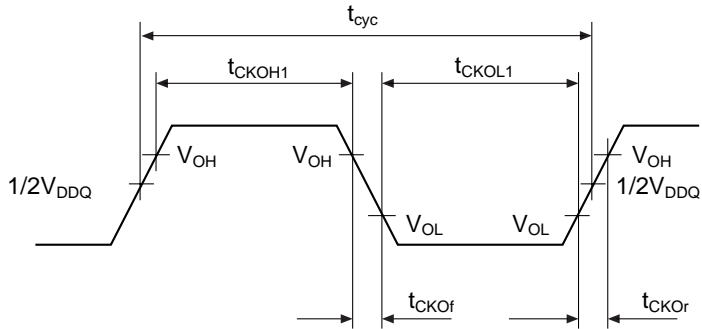 tcyc
tCKOH1 tCKOL1
VOH VOH VOH
1/2VDDQ 1/2VDDQ
VOL VOL
tCKOf tCKOr